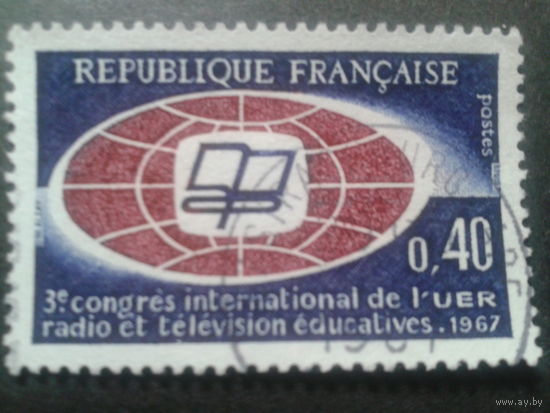 REPUBLIQUE FRANÇAISE
postes
0,40
3e congrès international de l'UER
radio et télévision éducatives. 1967
www.ay.by